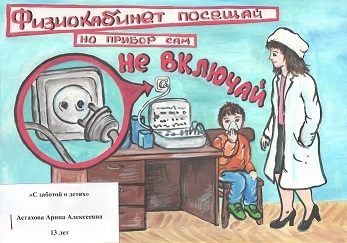 Физиокабинет посещай
но прибор сам
не включай
«С заботой о детях»
Астахова Арина Алексеевна
13 лет